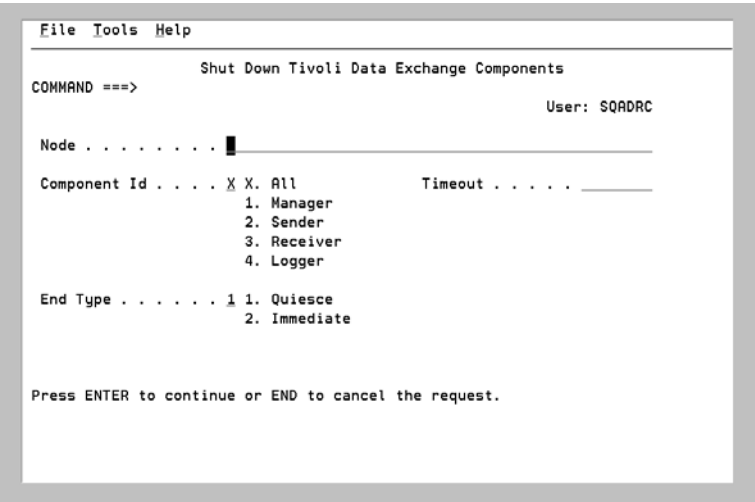 File Tools Help
Shut Down Tivoli Data Exchange Components
COMMAND ===>
User: SQADRC
Node . . . . . . . .
Component Id . . . . X X. All Timeout . . . . .
1. Manager
2. Sender
3. Receiver
4. Logger
End Type . . . . . . 1 1. Quiesce
2. Immediate
Press ENTER to continue or END to cancel the request.